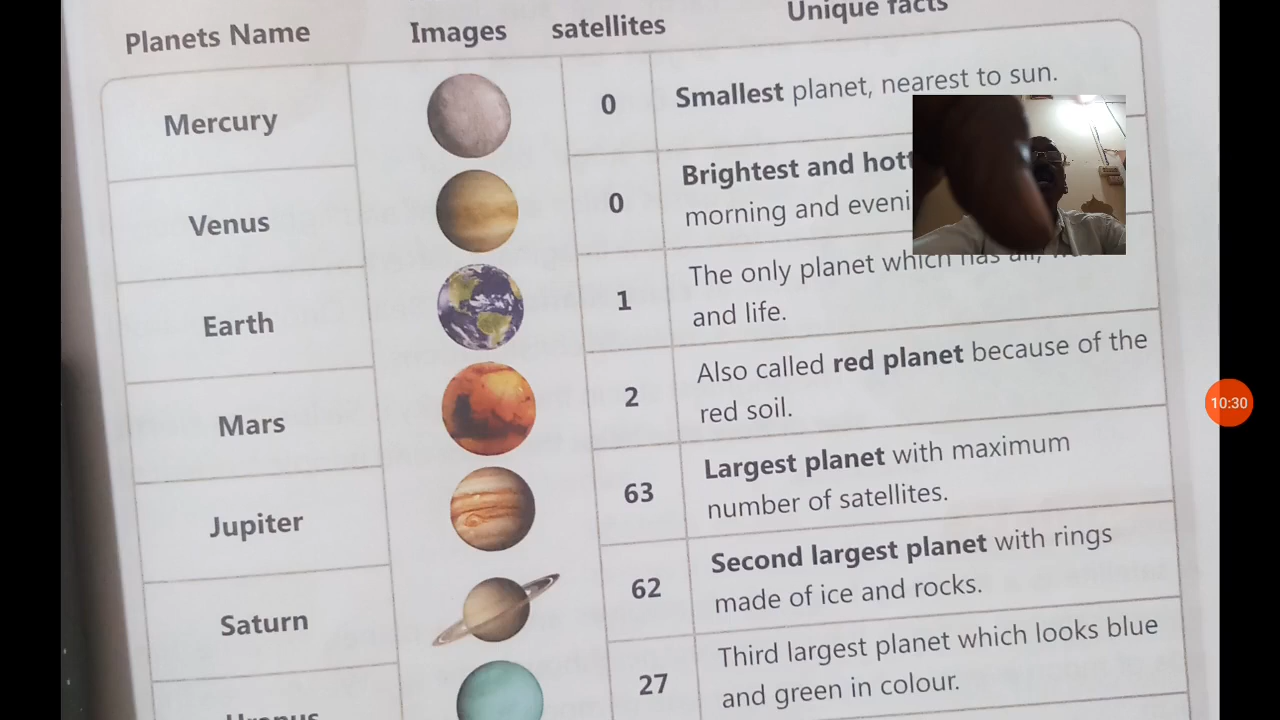 Planets Name Images satellites Unique facts
Mercury 0 Smallest planet, nearest to sun.
Venus 0 Brightest and
morning and
Earth 1 The only planet which has
and life.
Mars 2 Also called red planet because of the
red soil.
Jupiter 63 Largest planet with maximum
number of satellites.
Saturn 62 Second largest planet with rings
made of ice and rocks.
Uranus 27 Third largest planet which looks blue
and green in colour.
10:30